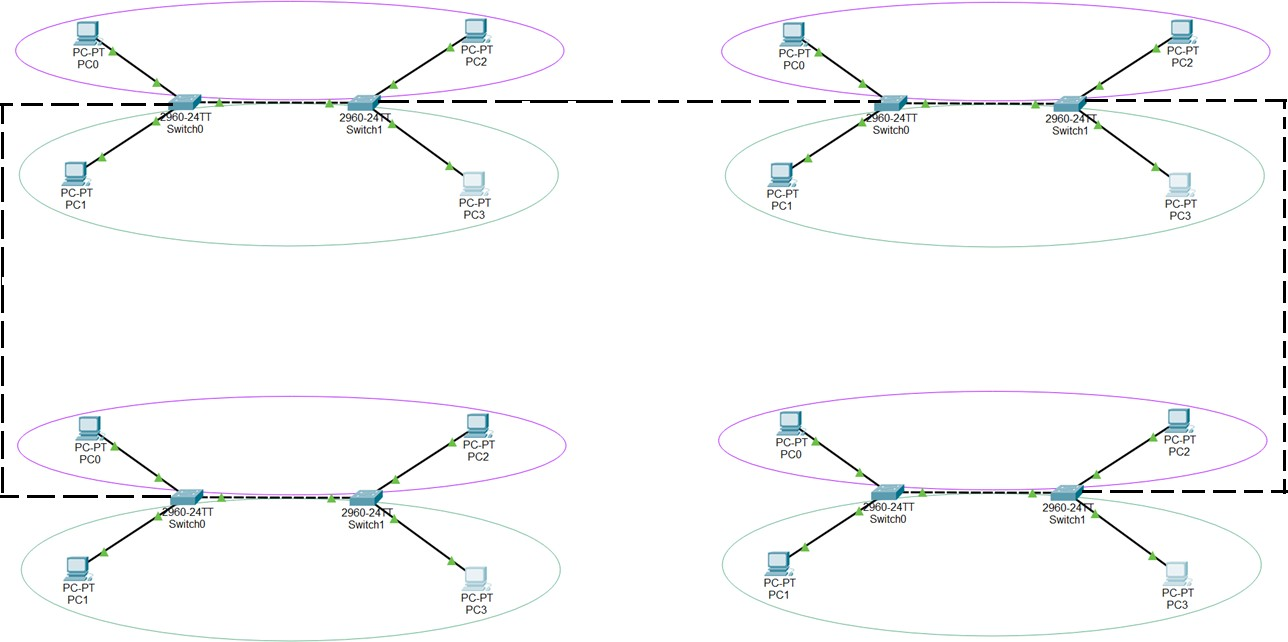 PC-PT
PC0
PC-PT
PC2
2960-24TT
Switch0
2960-24TT
Switch1
PC-PT
PC1
PC-PT
PC3
PC-PT
PC0
PC-PT
PC2
2960-24TT
Switch0
2960-24TT
Switch1
PC-PT
PC1
PC-PT
PC3
PC-PT
PC0
PC-PT
PC2
2960-24TT
Switch0
2960-24TT
Switch1
PC-PT
PC1
PC-PT
PC3
PC-PT
PC0
PC-PT
PC2
2960-24TT
Switch0
2960-24TT
Switch1
PC-PT
PC1
PC-PT
PC3